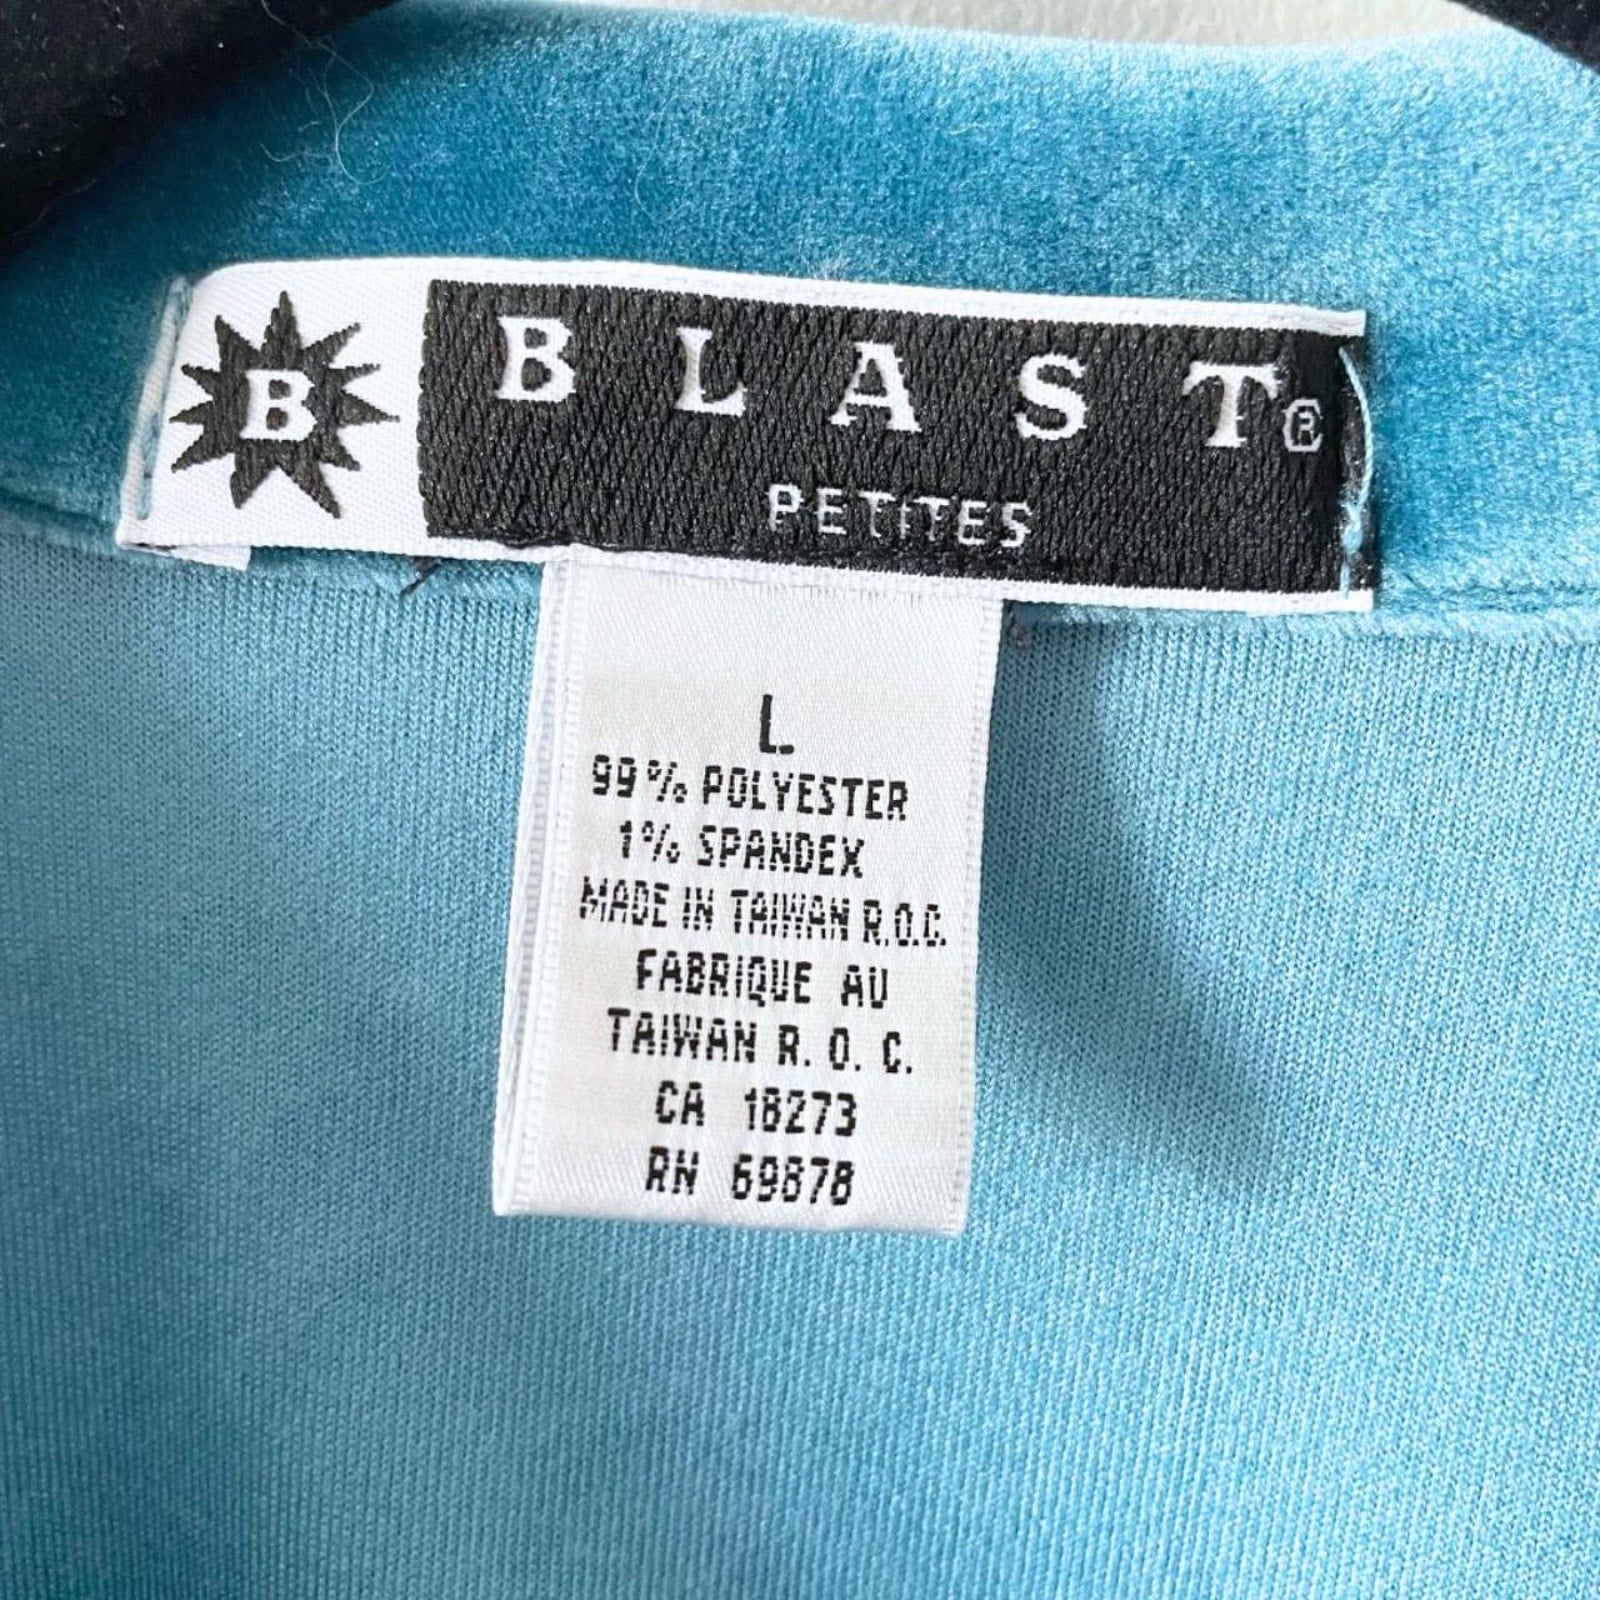 B
BLAST®
PETITES
L
99% POLYESTER
1% SPANDEX
MADE IN TAIWAN R.O.C.
FABRIQUE AU
TAIWAN R. O. C.
CA 18273
RN 69878